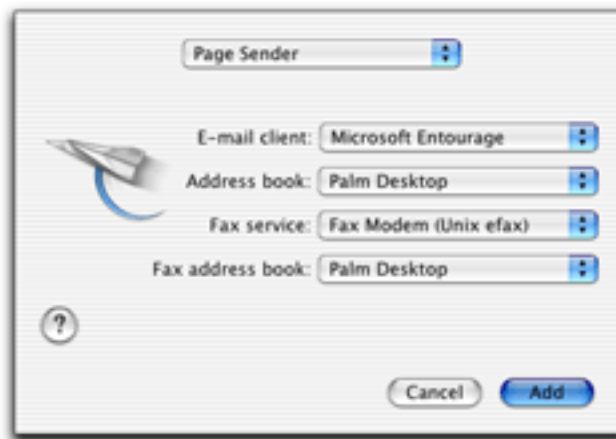 Page Sender
E-mail client: Microsoft Entourage
Address book: Palm Desktop
Fax service: Fax Modem (Unix efax)
Fax address book: Palm Desktop
?
Cancel Add